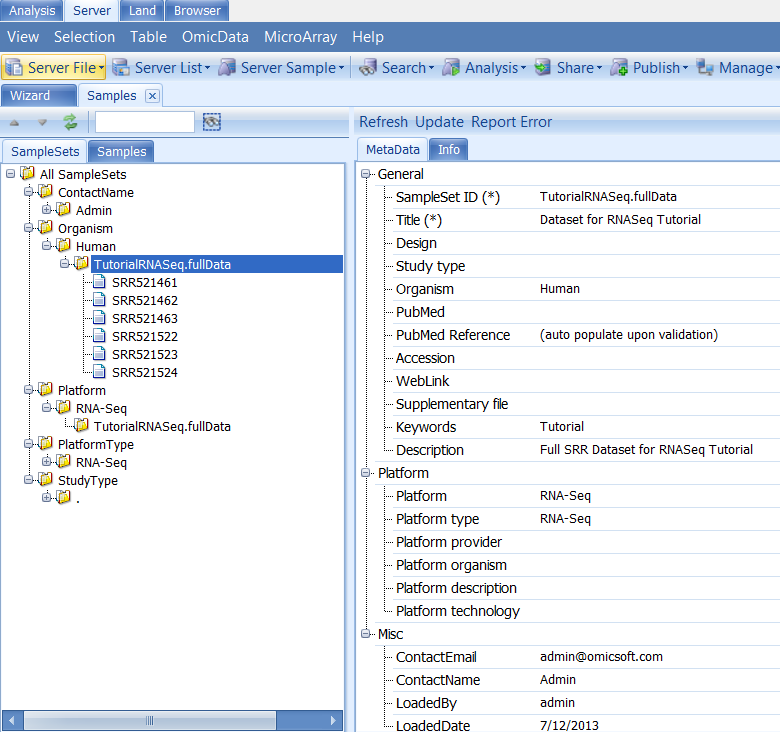 Analysis Server Land Browser
View Selection Table OmicData MicroArray Help
Server File Server List Server Sample Search Analysis Share Publish Manage
Wizard Samples
Refresh Update Report Error
SampleSets Samples
MetaData Info
All SampleSets
ContactName
Admin
Organism
Human
TutorialRNASeq.fullData
SRR521461
SRR521462
SRR521463
SRR521522
SRR521523
SRR521524
Platform
RNA-Seq
TutorialRNASeq.fullData
PlatformType
RNA-Seq
StudyType
.
General
SampleSet ID (*) TutorialRNASeq.fullData
Title (*) Dataset for RNASeq Tutorial
Design
Study type
Organism Human
PubMed
PubMed Reference (auto populate upon validation)
Accession
WebLink
Supplementary file
Keywords Tutorial
Description Full SRR Dataset for RNASeq Tutorial
Platform
Platform RNA-Seq
Platform type RNA-Seq
Platform provider
Platform organism
Platform description
Platform technology
Misc
ContactEmail admin@omicsoft.com
ContactName Admin
LoadedBy admin
LoadedDate 7/12/2013